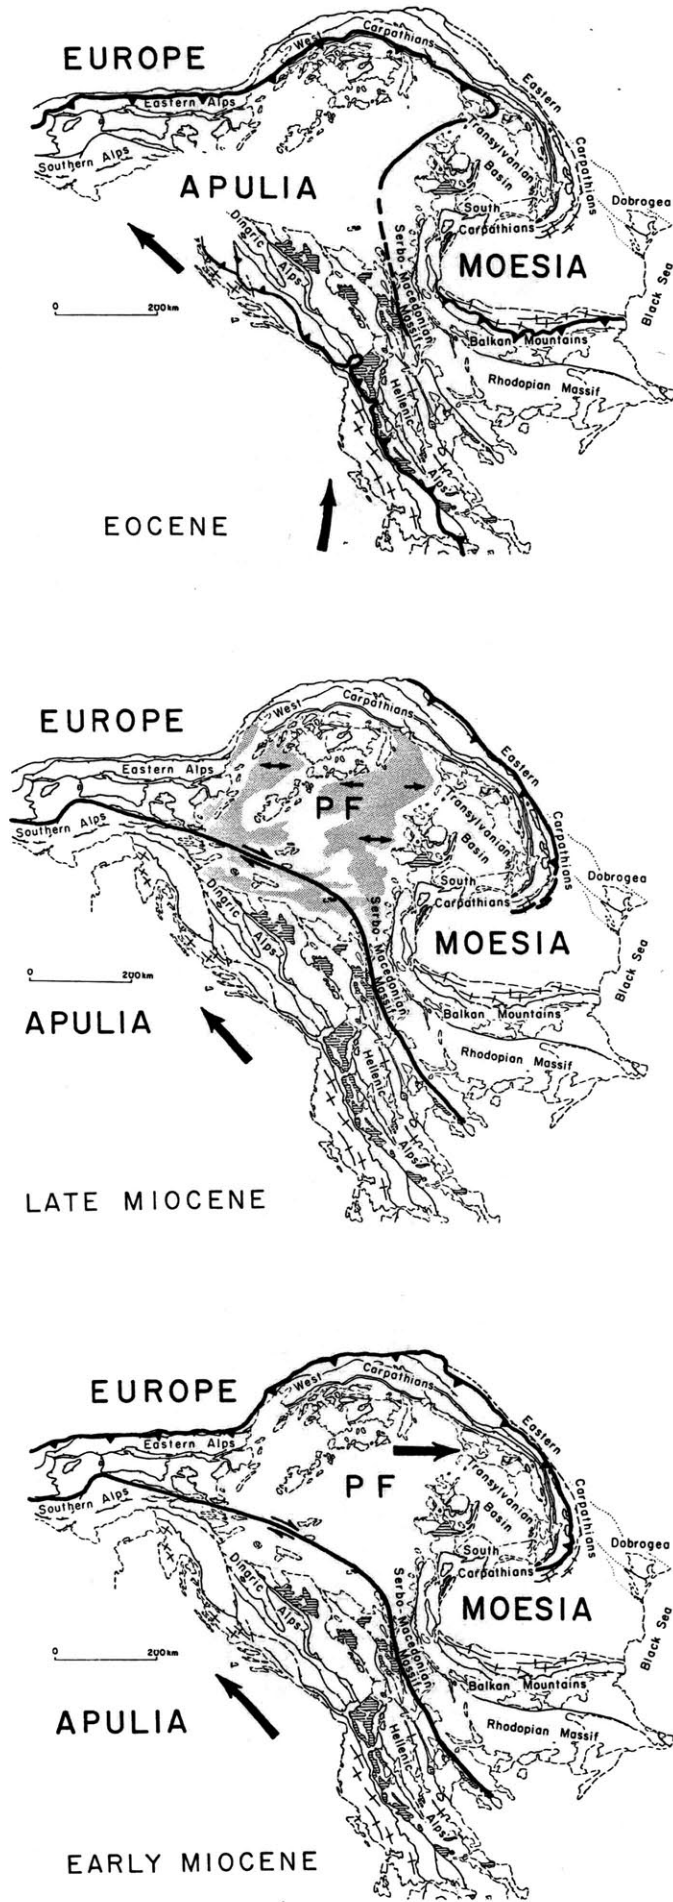 EUROPE
West
Carpathians
Eastern
Carpathians
Eastern Alps
Southern Alps
APULIA
Transylvanian
Basin
Dobrogea
South
Carpathians
Dinaric
Alps
Serbo-Macedonian
Massif
MOESIA
Black Sea
0
200km
Balkan Mountains
Rhodopian Massif
Hellenic
Alps
EOCENE
EUROPE
West
Carpathians
Eastern
Carpathians
Eastern Alps
Southern Alps
PF
Transylvanian
Basin
Dobrogea
South
Carpathians
Dinaric
Alps
Serbo-Macedonian
Massif
MOESIA
Black Sea
0
200km
APULIA
Balkan Mountains
Rhodopian Massif
Hellenic
Alps
LATE MIOCENE
EUROPE
West
Carpathians
Eastern
Carpathians
Eastern Alps
Southern Alps
PF
Transylvanian
Basin
Dobrogea
South
Carpathians
Dingric
Alps
Serbo-Macedonian
Massif
MOESIA
Black Sea
0
200km
APULIA
Balkan Mountains
Rhodopian Massif
Hellenic
Alps
EARLY MIOCENE